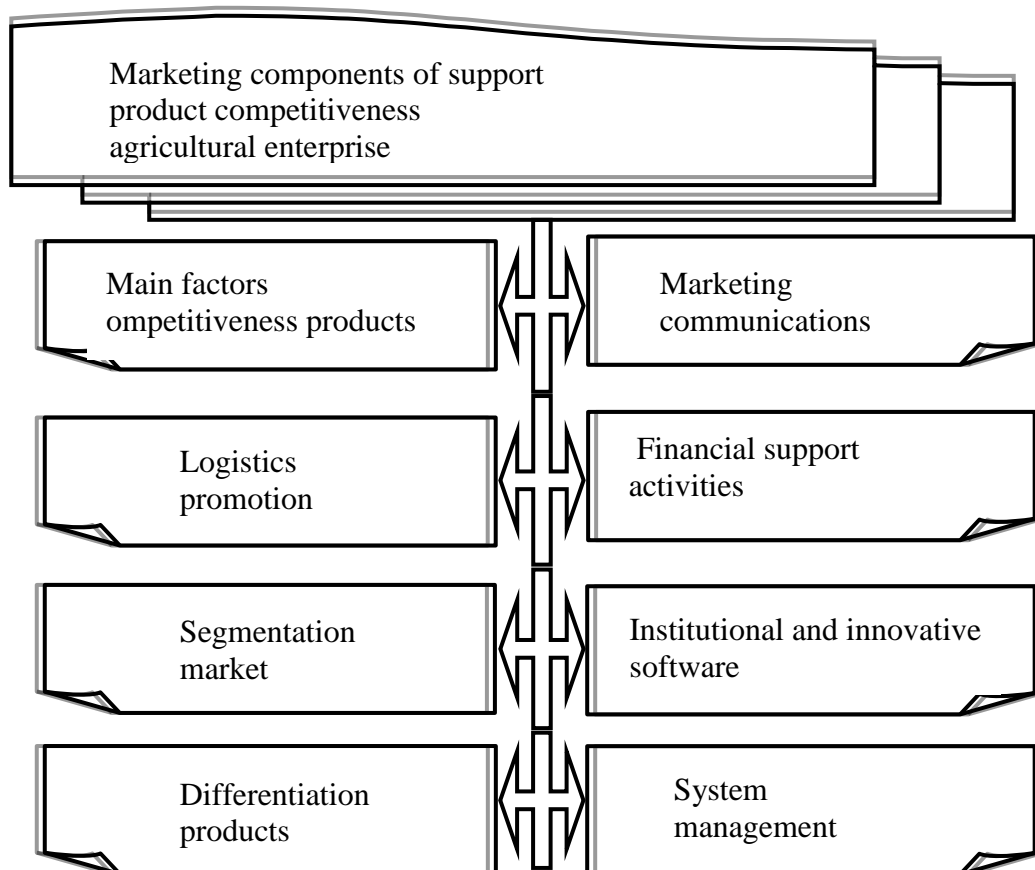 Marketing components of support
product competitiveness
agricultural enterprise
Main factors
ompetitiveness products
Marketing
communications
Logistics
promotion
Financial support
activities
Segmentation
market
Institutional and innovative
software
Differentiation
products
System
management